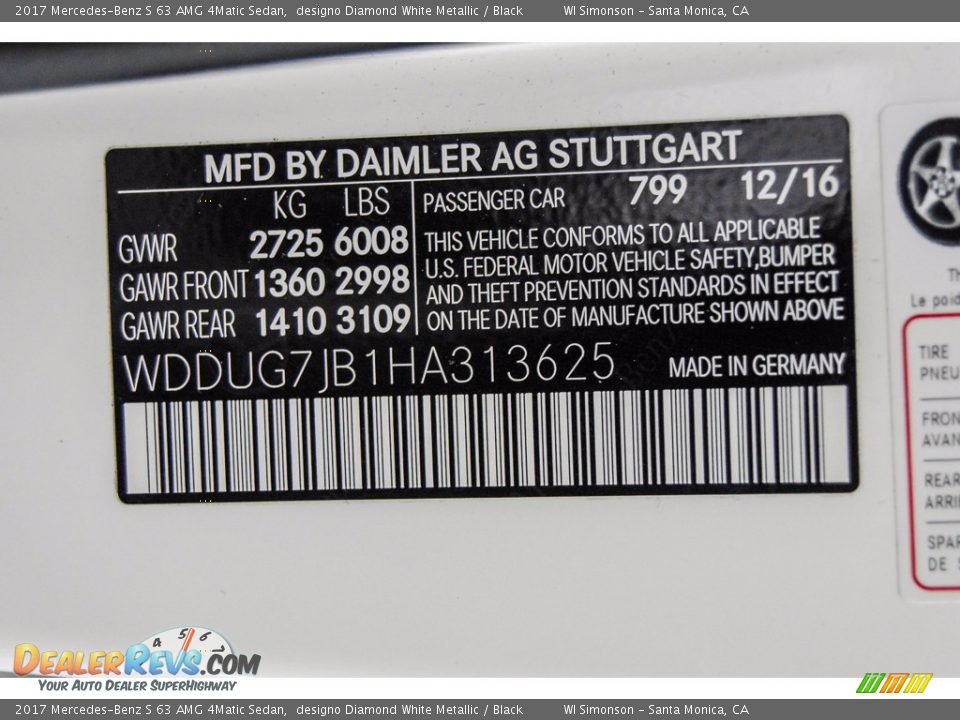 2017 Mercedes-Benz S 63 AMG 4Matic Sedan, designo Diamond White Metallic / Black WI Simonson - Santa Monica, CA
MFD BY DAIMLER AG STUTTGART
KG LBS
GVWR 2725 6008
GAWR FRONT 1360 2998
GAWR REAR 1410 3109
PASSENGER CAR 799 12/16
THIS VEHICLE CONFORMS TO ALL APPLICABLE
U.S. FEDERAL MOTOR VEHICLE SAFETY,BUMPER
AND THEFT PREVENTION STANDARDS IN EFFECT
ON THE DATE OF MANUFACTURE SHOWN ABOVE
WDDUG7JB1HA313625 MADE IN GERMANY
Le
TIRE
PNEU
FRON
AVAN
REAR
ARRI
SPAR
DE
4 5 6
DEALERREVS.COM
YOUR AUTO DEALER SUPERHIGHWAY
2017 Mercedes-Benz S 63 AMG 4Matic Sedan, designo Diamond White Metallic / Black WI Simonson - Santa Monica, CA